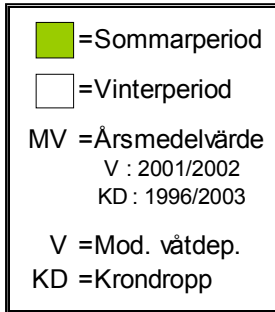 =Sommarperiod
=Vinterperiod
MV =Årsmedelvärde
V : 2001/2002
KD : 1996/2003
V =Mod. våtdep.
KD =Krondropp